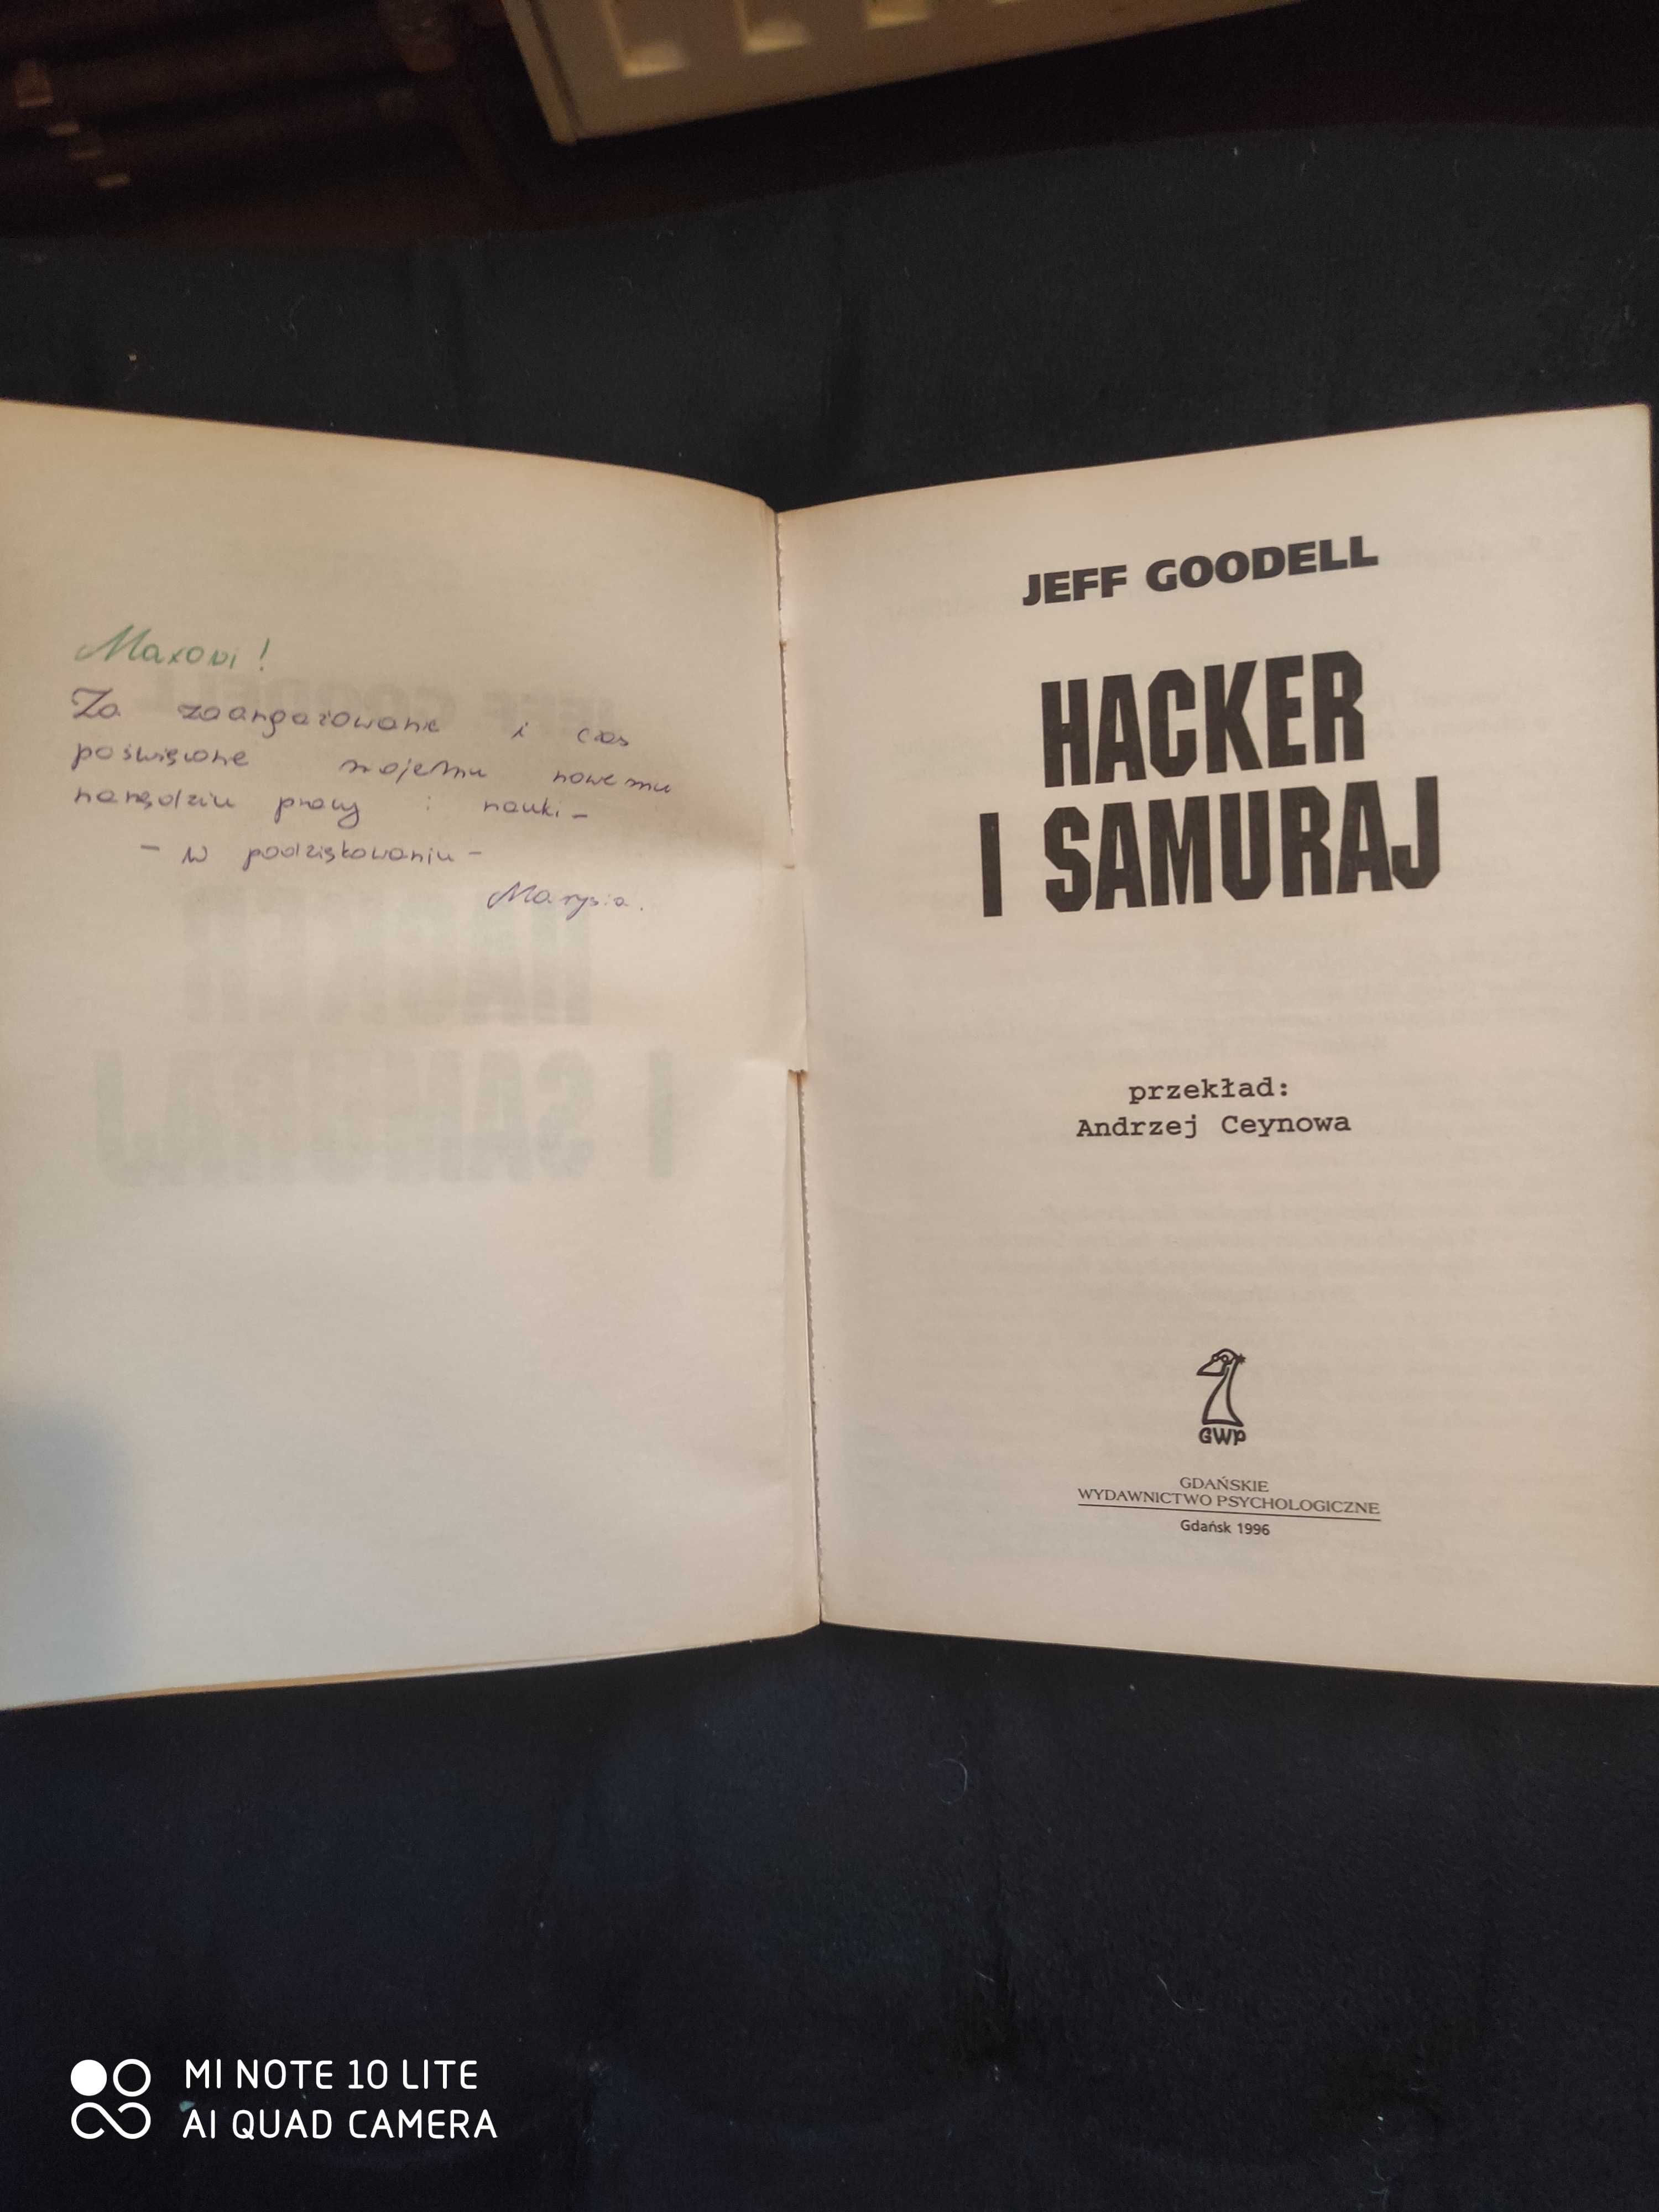 Maxowi!
Za zaangażowanie i czas
poświęcone mojemu nowemu
narzędziu pracy i nauki –
– w podziękowaniu –
Marysia.
JEFF GOODELL
HACKER
I SAMURAJ
przekład:
Andrzej Ceynowa
GWP
GDAŃSKIE
WYDAWNICTWO PSYCHOLOGICZNE
Gdańsk 1996
MI NOTE 10 LITE
AI QUAD CAMERA